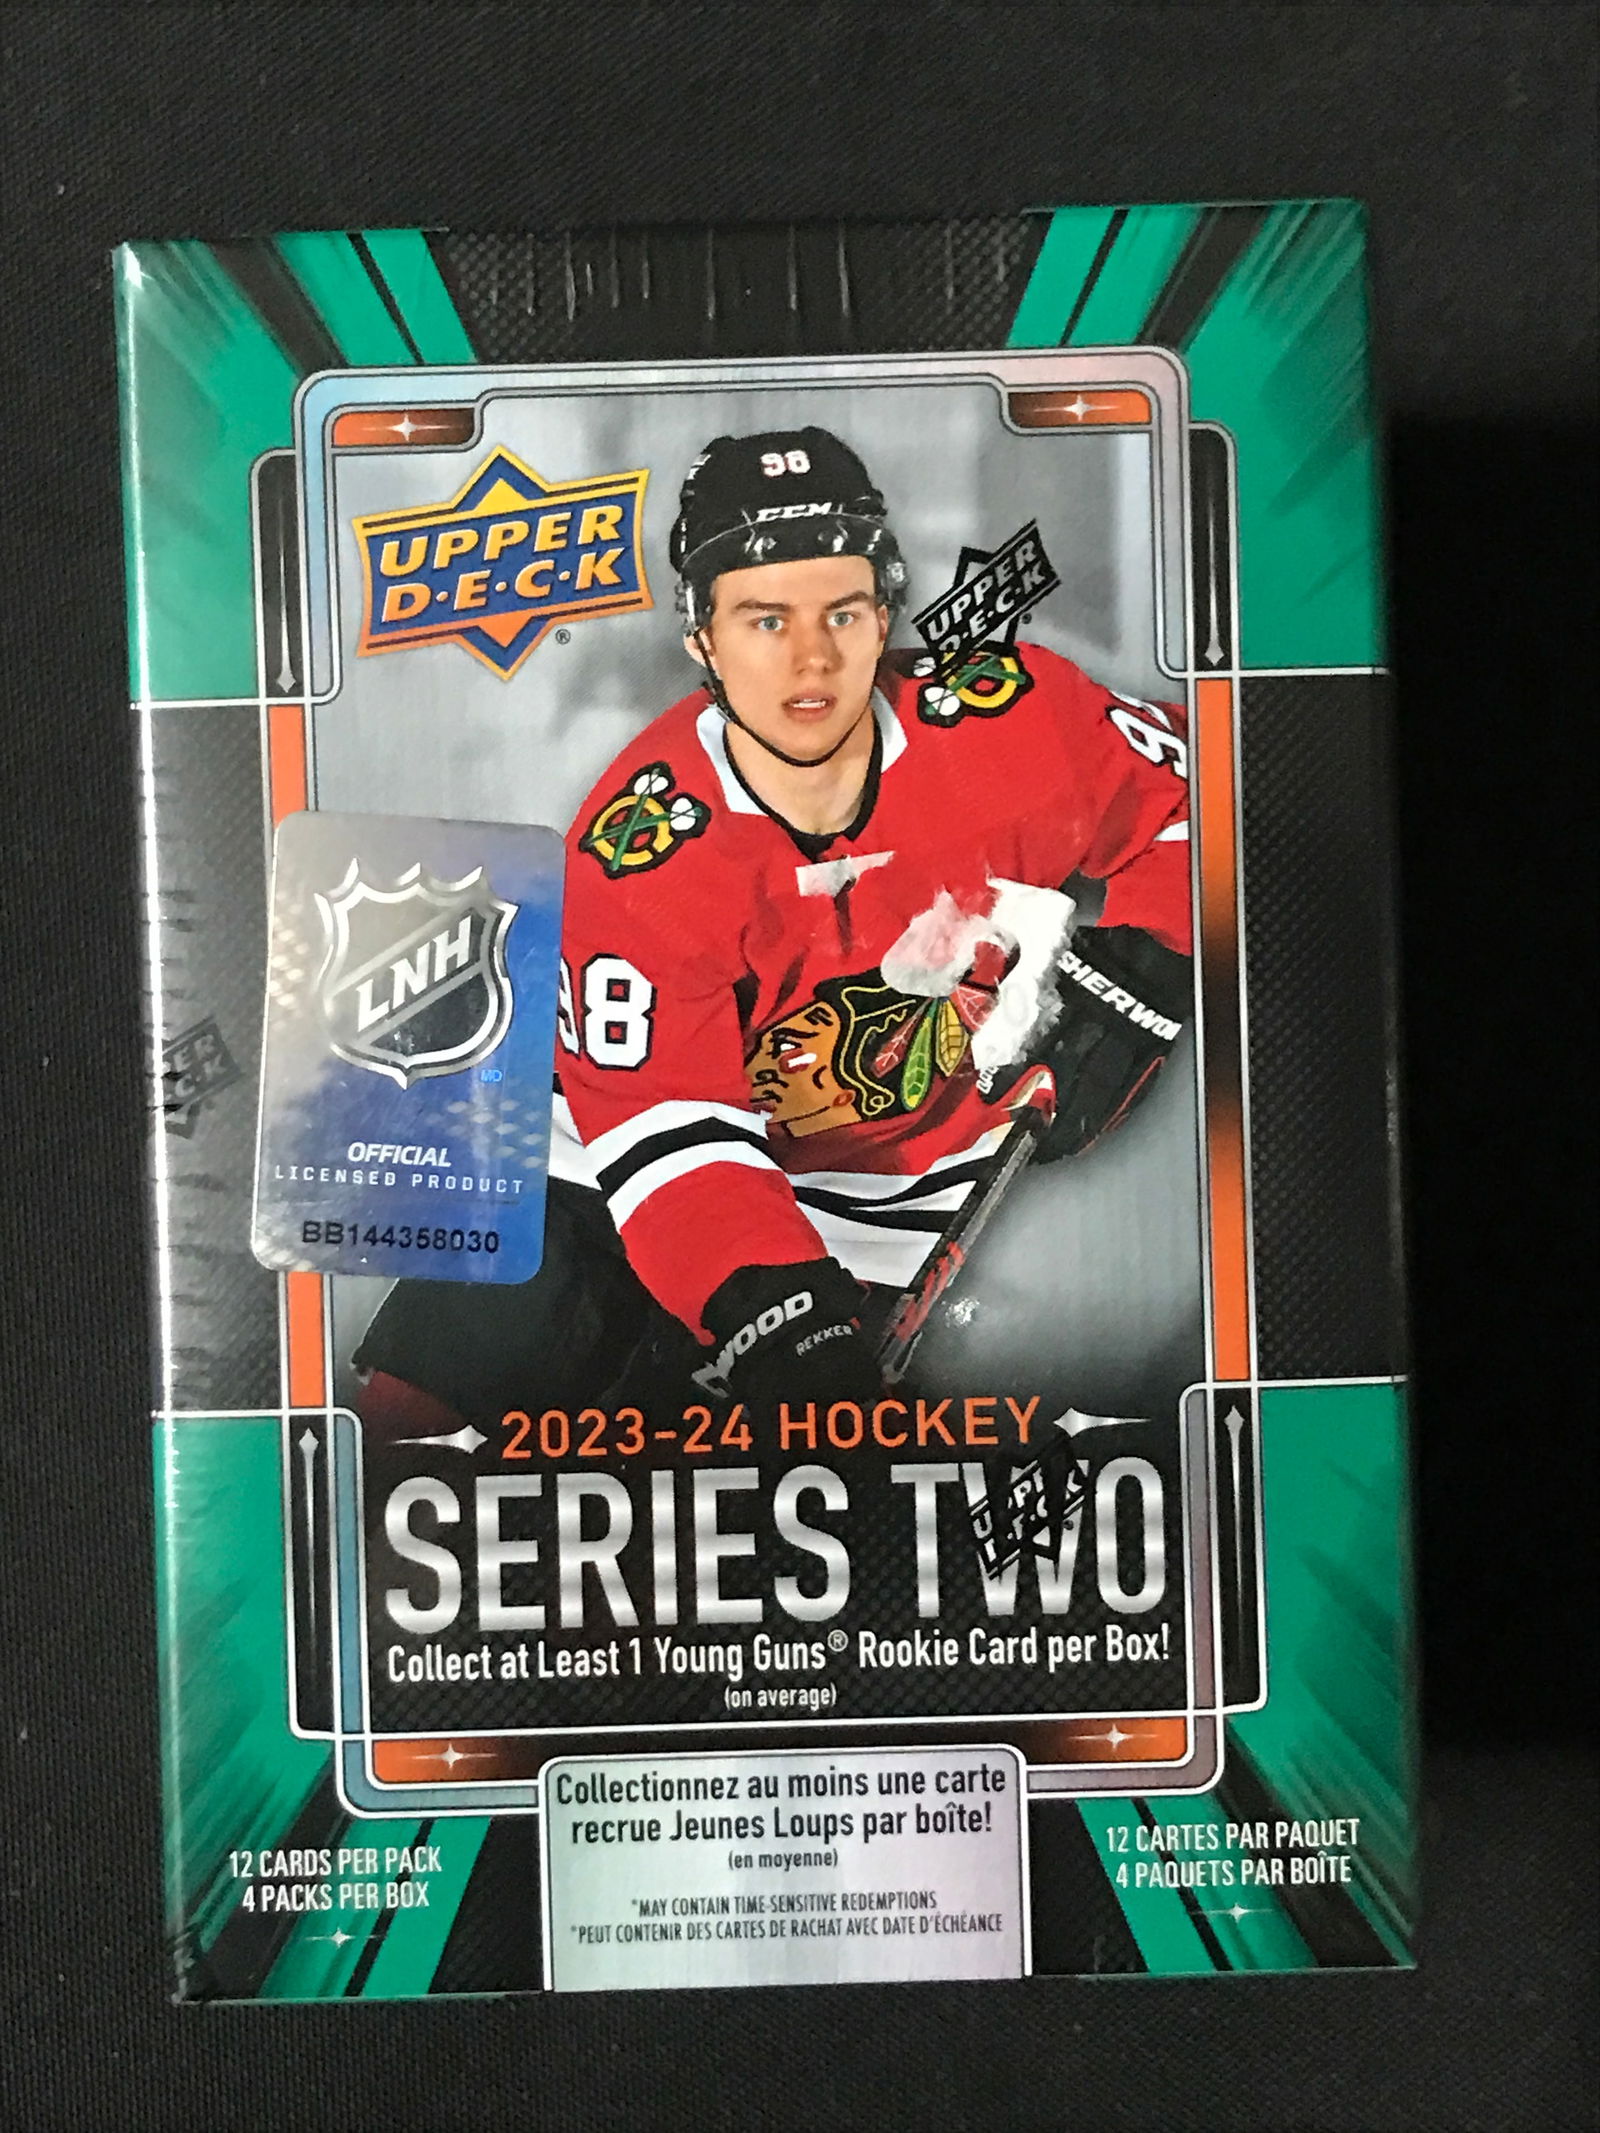 98
CCM
UPPER
D·E·C·K
®
UPPER
D·E·C·K
98
98
LNH
MD
OFFICIAL
LICENSED PRODUCT
BB144358030
SHERWO
WOOD
REKKER
2023-24 HOCKEY
SERIES TWO
Collect at Least 1 Young Guns® Rookie Card per Box!
(on average)
Collectionnez au moins une carte
recrue Jeunes Loups par boîte!
(en moyenne)
*MAY CONTAIN TIME-SENSITIVE REDEMPTIONS
*PEUT CONTENIR DES CARTES DE RACHAT AVEC DATE D'ÉCHÉANCE
12 CARDS PER PACK
4 PACKS PER BOX
12 CARTES PAR PAQUET
4 PAQUETS PAR BOÎTE